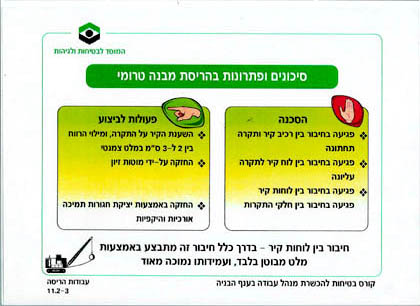 המוסד לבטיחות ולגיהות
סיכונים ופתרונות בהריסת מבנה טרומי
הסכנה
פגיעה בחיבור בין רכיב קיר ותקרה
תחתונה
פגיעה בחיבור בין לוח קיר לתקרה
עליונה
פגיעה בחיבור בין לוחות קיר
פגיעה בחיבור בין חלקי התקרות
פעולות לביצוע
השענת הקיר על התקרה, ומילוי הרווח
בין 2 ל–3 ס"מ במלט צמנטי
החזקה על-ידי מוטות זיון
החזקה באמצעות יציקת חגורות תמיכה
אורכיות והיקפיות
חיבור בין לוחות קיר – בדרך כלל חיבור זה מתבצע באמצעות
מלט מבוטן בלבד, ועמידותו נמוכה מאוד
קורס בטיחות להכשרת מנהל עבודה בענף הבניה
עבודות הריסה
11.2-3